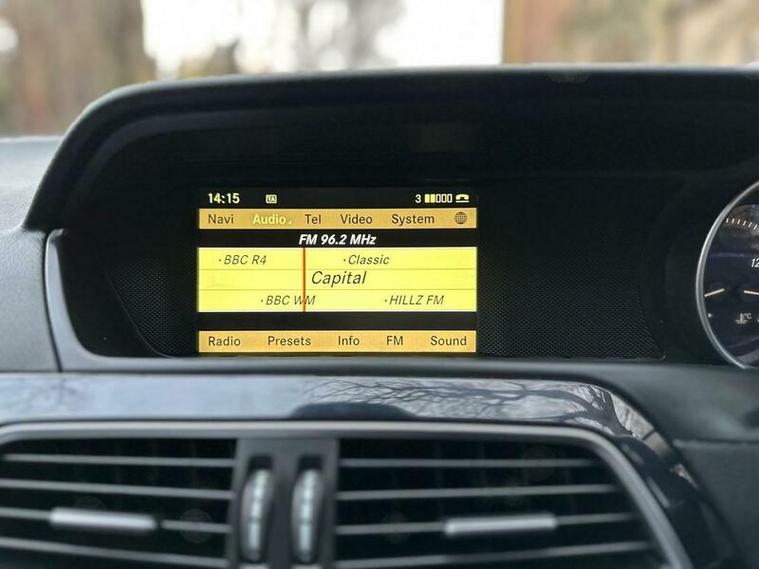 14:15 TA 3
Navi Audio Tel Video System
FM 96.2 MHz
BBC R4 Classic
Capital
BBC WM HILLZ FM
Radio Presets Info FM Sound
12
°C